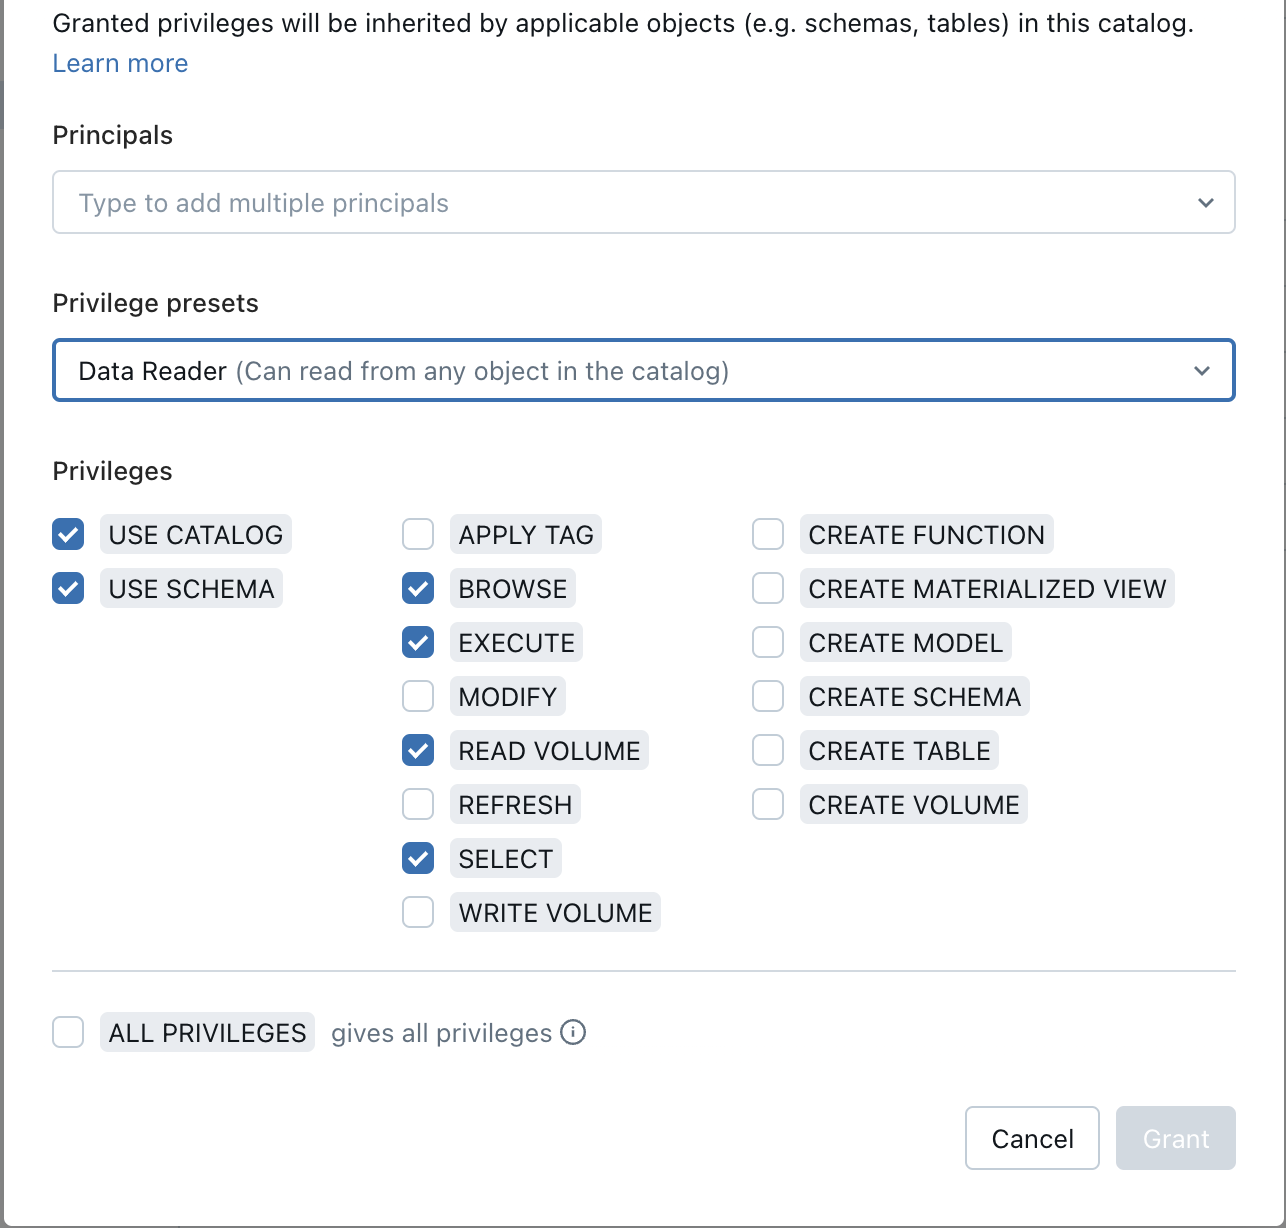 Granted privileges will be inherited by applicable objects (e.g. schemas, tables) in this catalog.
Learn more
Principals
Type to add multiple principals
Privilege presets
Data Reader (Can read from any object in the catalog)
Privileges
USE CATALOG
USE SCHEMA
APPLY TAG
BROWSE
EXECUTE
MODIFY
READ VOLUME
REFRESH
SELECT
WRITE VOLUME
CREATE FUNCTION
CREATE MATERIALIZED VIEW
CREATE MODEL
CREATE SCHEMA
CREATE TABLE
CREATE VOLUME
ALL PRIVILEGES gives all privileges
Cancel
Grant